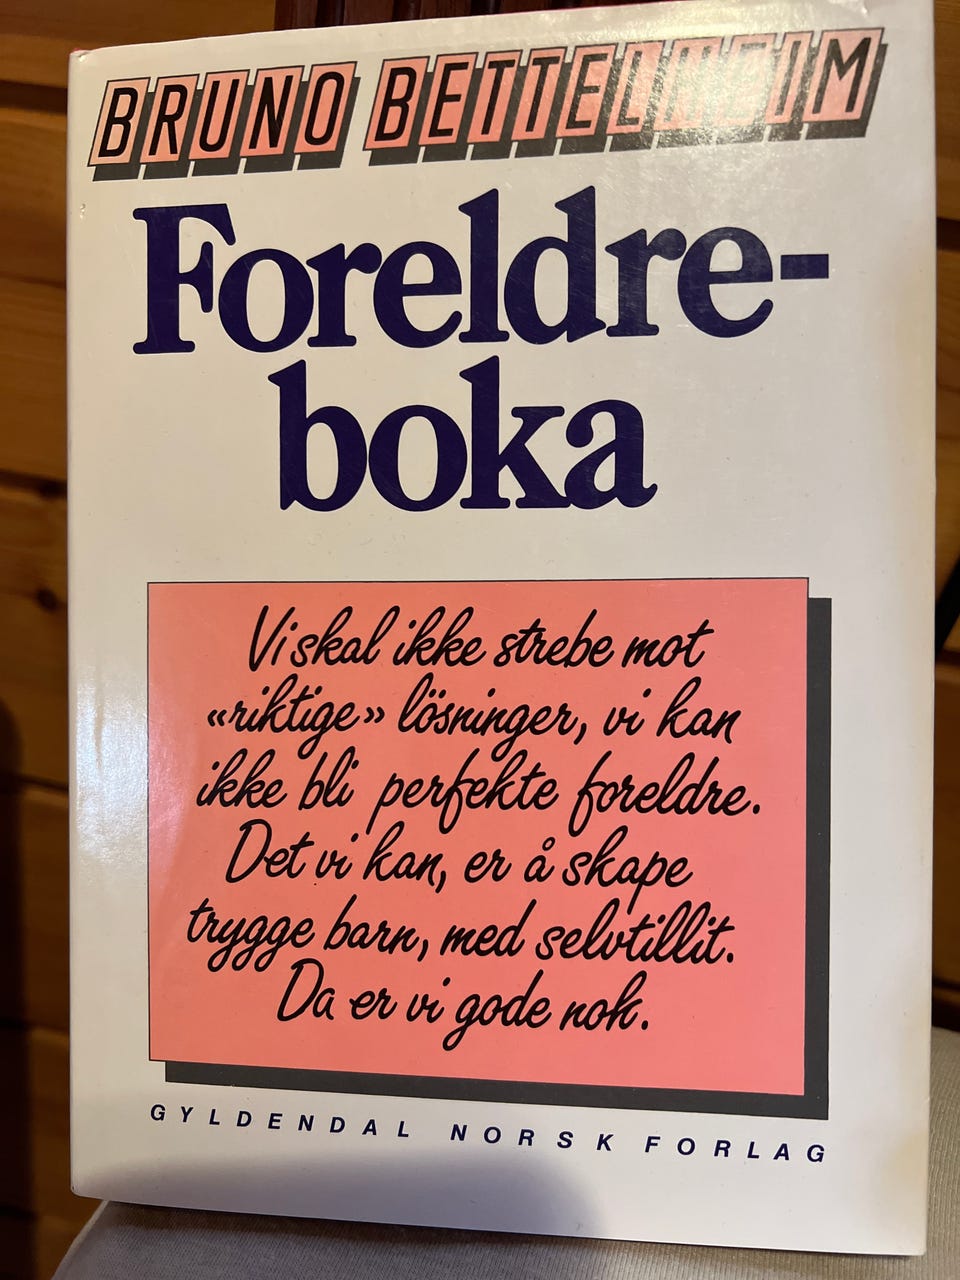 BRUNO BETTELHEIM
Foreldre-
boka
Vi skal ikke strebe mot
«riktige» lösninger, vi kan
ikke bli perfekte foreldre.
Det vi kan, er å skape
trygge barn, med selvtillit.
Da er vi gode nok.
GYLDENDAL NORSK FORLAG